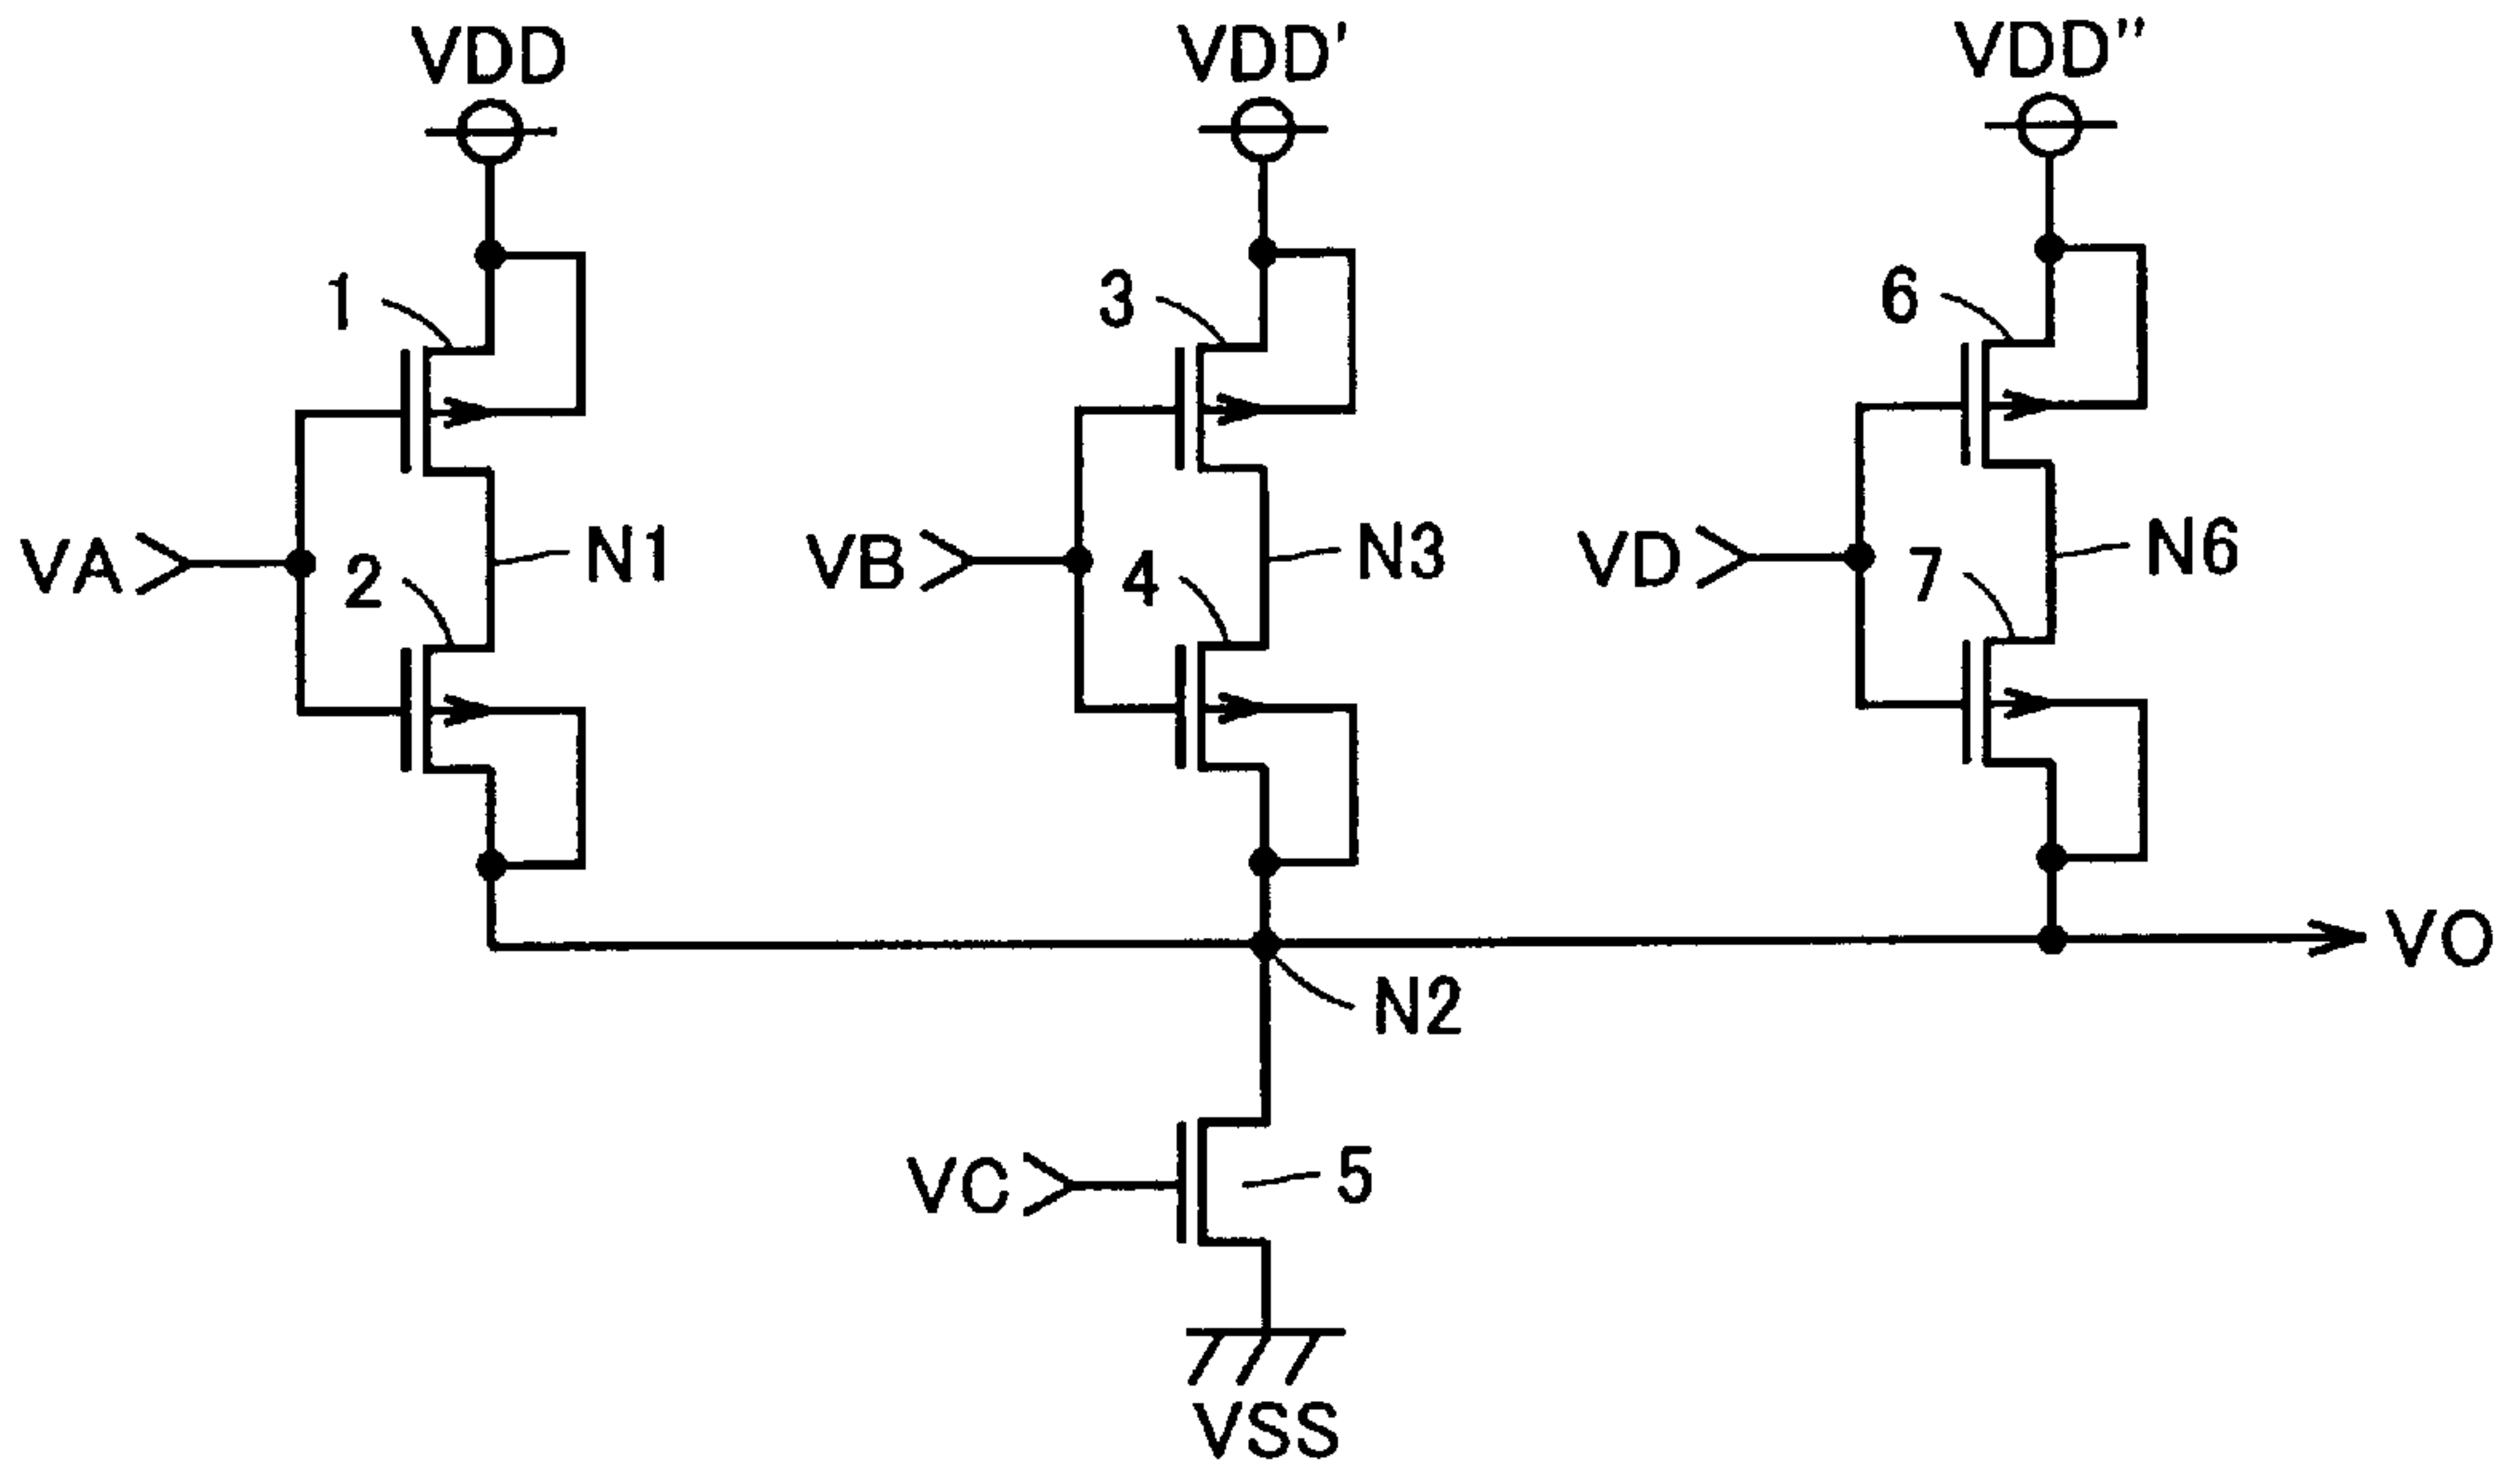 VDD VDD' VDD"
1 3 6
VA 2 N1 VB 4 N3 VD 7 N6
VO
N2
VC 5
VSS